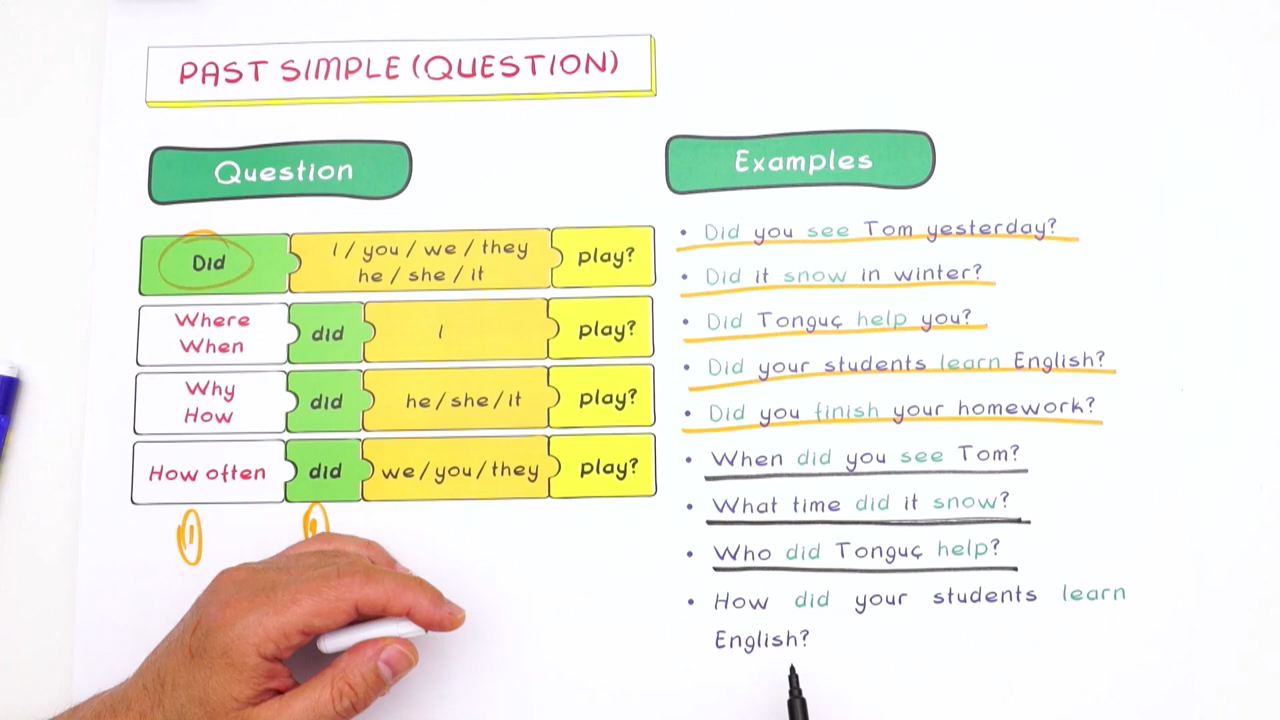 PAST SIMPLE (QUESTION)
Question
Did
I / you / we / they
he / she / it
play?
Where
When
did
I
play?
Why
How
did
he / she / it
play?
How often
did
we / you / they
play?
1
Examples
• Did you see Tom yesterday?
• Did it snow in winter?
• Did Tonguç help you?
• Did your students learn English?
• Did you finish your homework?
• When did you see Tom?
• What time did it snow?
• Who did Tonguç help?
• How did your students learn
English?